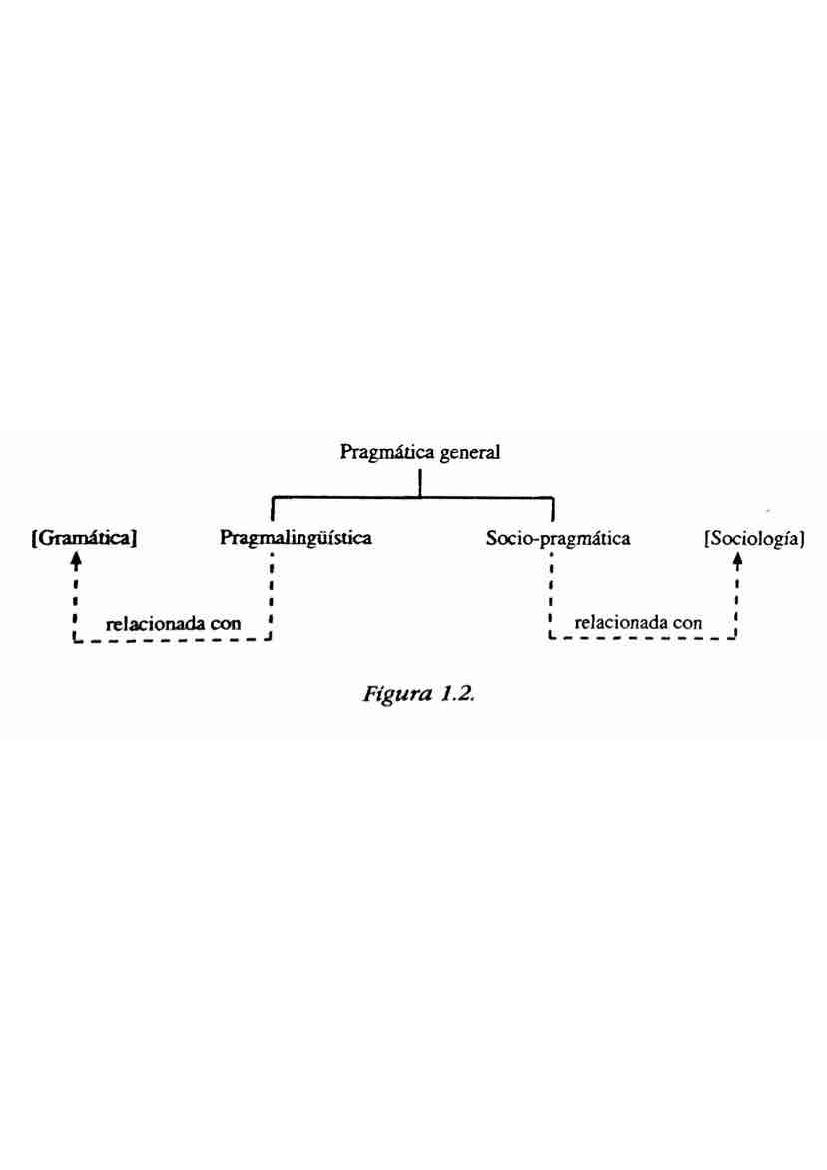 Pragmática general
[Gramática] Pragmalingüística Socio-pragmática [Sociología]
relacionada con relacionada con
Figura 1.2.